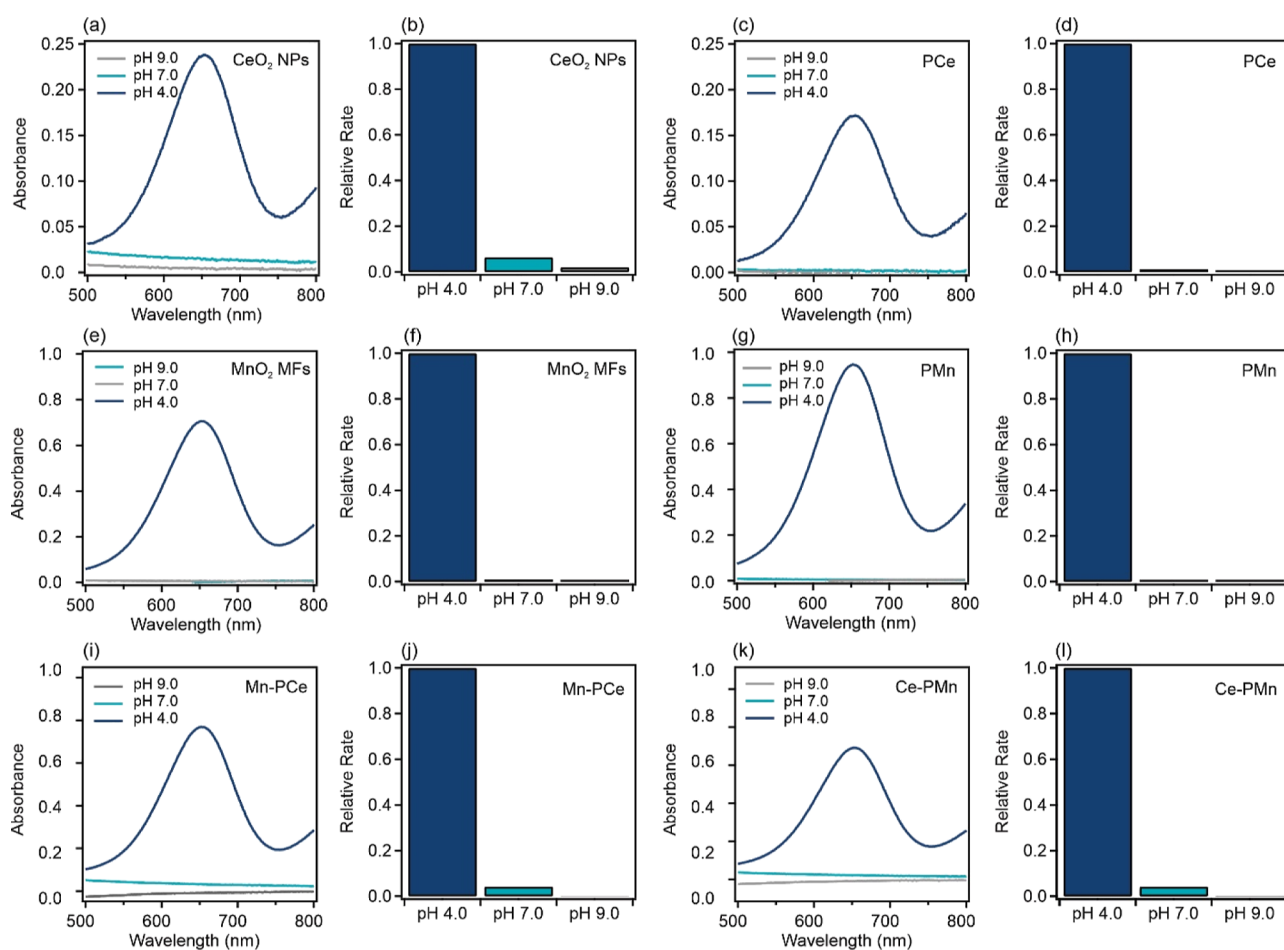 (a)
0.25
0.20
0.15
0.10
0.05
0.0
Absorbance
pH 9.0
pH 7.0
pH 4.0
CeO₂ NPs
500 600 700 800
Wavelength (nm)
(b)
1.0
0.8
0.6
0.4
0.2
0.0
Relative Rate
CeO₂ NPs
pH 4.0 pH 7.0 pH 9.0
(c)
0.25
0.20
0.15
0.10
0.05
0.00
Absorbance
pH 9.0
pH 7.0
pH 4.0
PCe
500 600 700 800
Wavelength (nm)
(d)
1.0
0.8
0.6
0.4
0.2
0.0
Relative Rate
PCe
pH 4.0 pH 7.0 pH 9.0
(e)
1.0
0.8
0.6
0.4
0.2
0.0
Absorbance
pH 9.0
pH 7.0
pH 4.0
MnO₂ MFs
500 600 700 800
Wavelength (nm)
(f)
1.0
0.8
0.6
0.4
0.2
0.0
Relative Rate
MnO₂ MFs
pH 4.0 pH 7.0 pH 9.0
(g)
1.0
0.8
0.6
0.4
0.2
0.0
Absorbance
pH 9.0
pH 7.0
pH 4.0
PMn
500 600 700 800
Wavelength (nm)
(h)
1.0
0.8
0.6
0.4
0.2
0.0
Relative Rate
PMn
pH 4.0 pH 7.0 pH 9.0
(i)
1.0
0.8
0.6
0.4
0.2
0.0
Absorbance
pH 9.0
pH 7.0
pH 4.0
Mn-PCe
500 600 700 800
Wavelength (nm)
(j)
1.0
0.8
0.6
0.4
0.2
0.0
Relative Rate
Mn-PCe
pH 4.0 pH 7.0 pH 9.0
(k)
1.0
0.8
0.6
0.4
0.2
0.0
Absorbance
pH 9.0
pH 7.0
pH 4.0
Ce-PMn
500 600 700 800
Wavelength (nm)
(l)
1.0
0.8
0.6
0.4
0.2
0.0
Relative Rate
Ce-PMn
pH 4.0 pH 7.0 pH 9.0